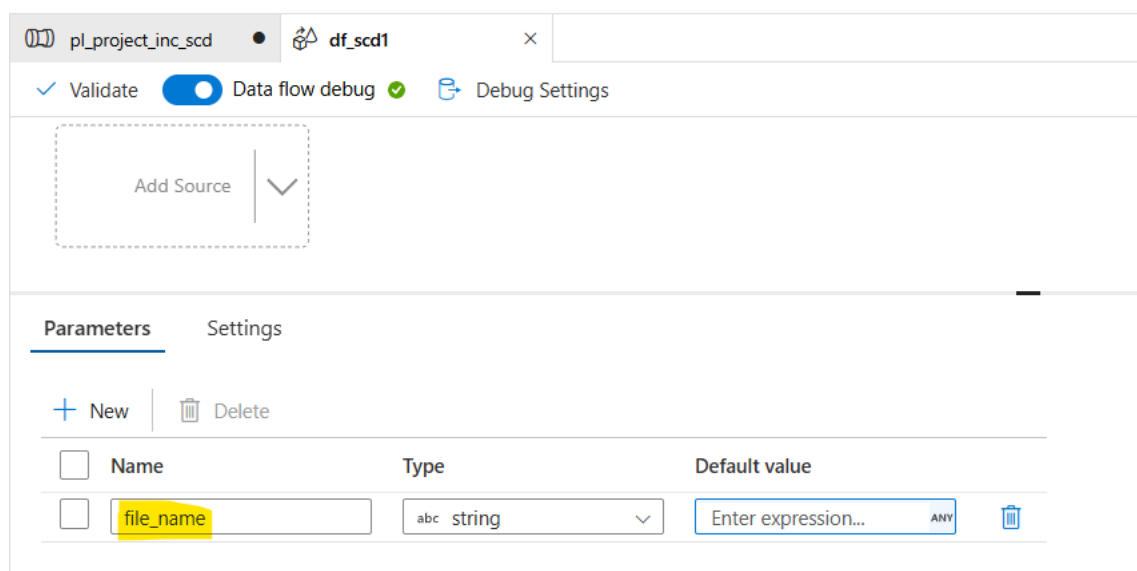 pl_project_inc_scd df_scd1
Validate Data flow debug Debug Settings
Add Source
Parameters Settings
New Delete
Name Type Default value
file_name abc string Enter expression... ANY